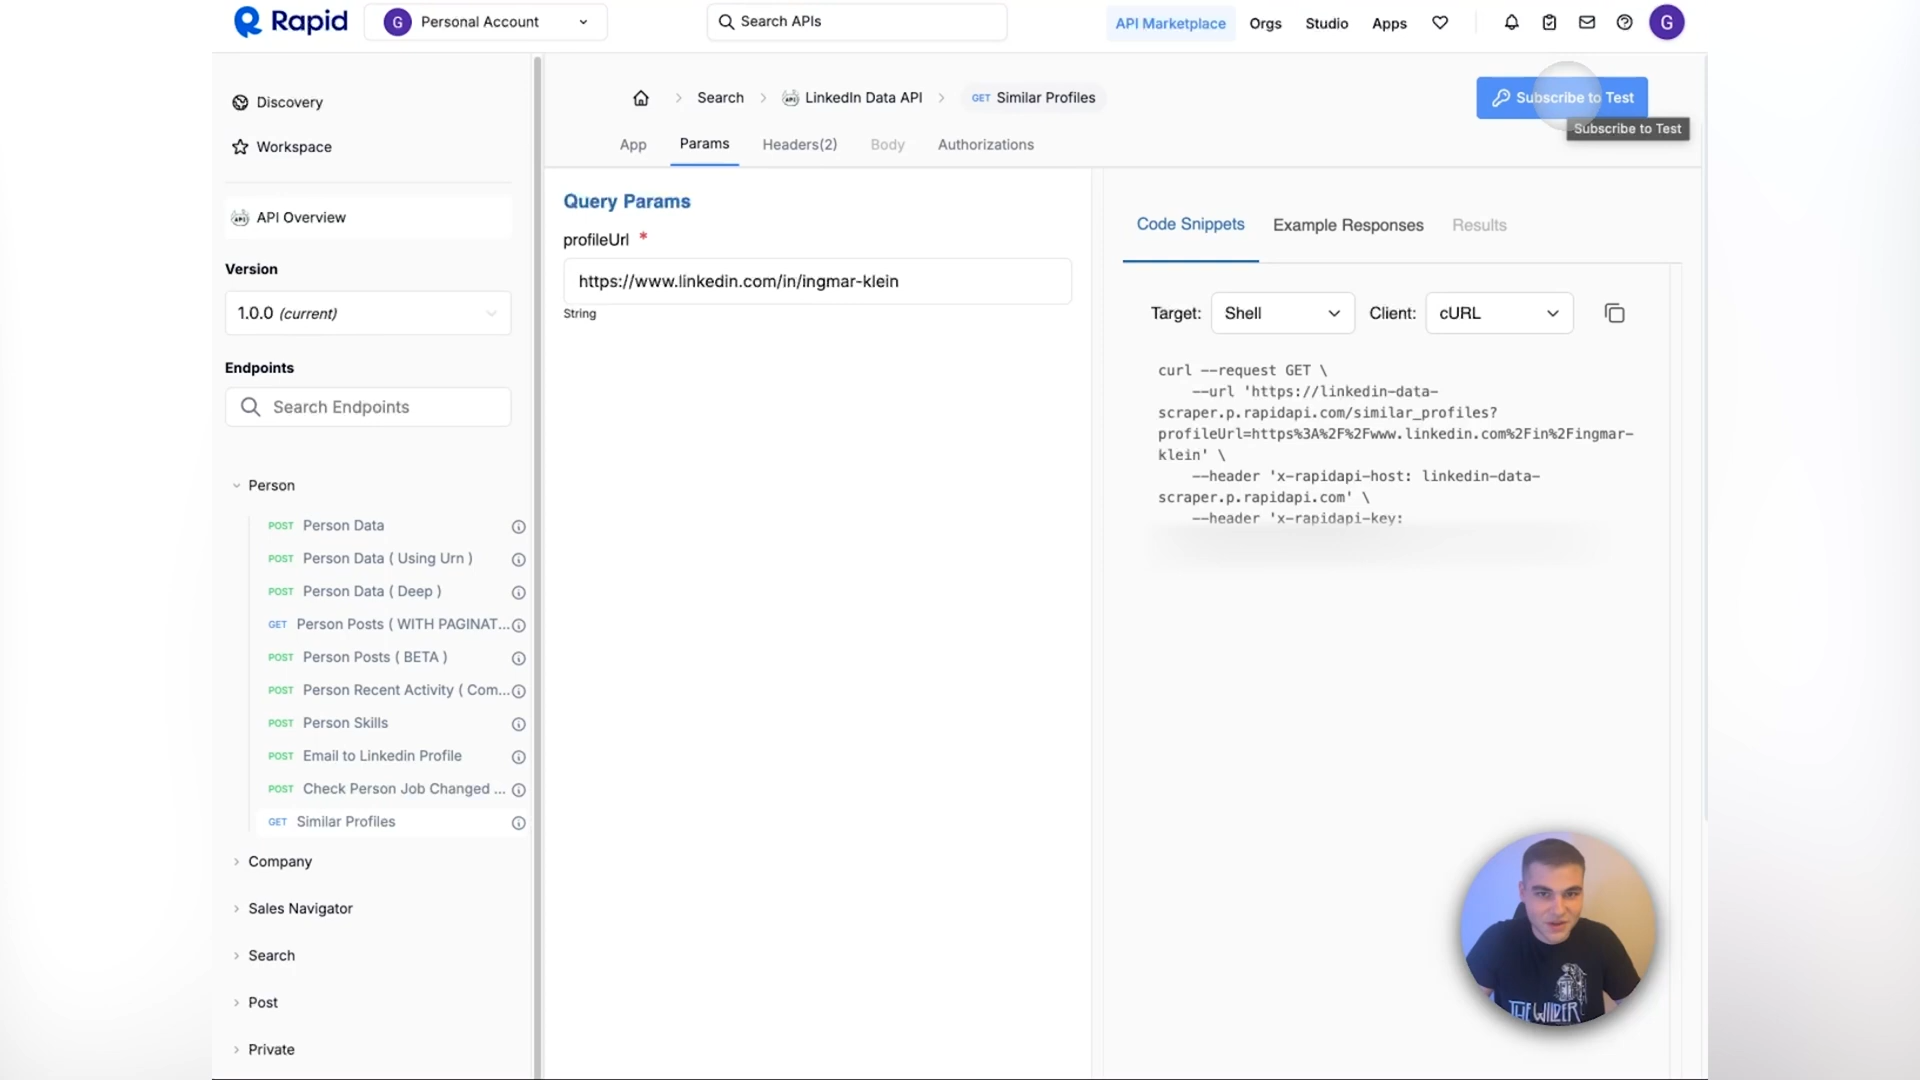 Rapid
G Personal Account
Search APIs
API Marketplace
Orgs
Studio
Apps
G
Discovery
Workspace
API Overview
Version
1.0.0 (current)
Endpoints
Search Endpoints
Person
POST Person Data
POST Person Data ( Using Urn )
POST Person Data ( Deep )
GET Person Posts ( WITH PAGINAT...
POST Person Posts ( BETA )
POST Person Recent Activity ( Com...
POST Person Skills
POST Email to Linkedin Profile
POST Check Person Job Changed ...
GET Similar Profiles
Company
Sales Navigator
Search
Post
Private
Search
LinkedIn Data API
GET Similar Profiles
Subscribe to Test
Subscribe to Test
App
Params
Headers(2)
Body
Authorizations
Query Params
profileUrl *
https://www.linkedin.com/in/ingmar-klein
String
Code Snippets
Example Responses
Results
Target: Shell
Client: cURL
curl --request GET \
--url 'https://linkedin-data-
scraper.p.rapidapi.com/similar_profiles?
profileUrl=https%3A%2F%2Fwww.linkedin.com%2Fin%2Fingmar-
klein' \
--header 'x-rapidapi-host: linkedin-data-
scraper.p.rapidapi.com' \
--header 'x-rapidapi-key:
THE WILDER